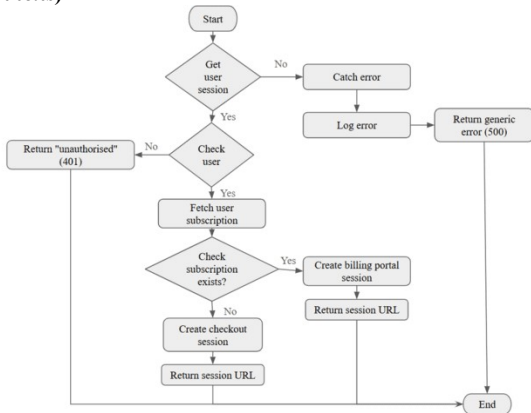 Start
Get
user
session
No
Catch error
Log error
Return generic
error (500)
Yes
Check
user
No
Return "unauthorised"
(401)
Yes
Fetch user
subscription
Check
subscription
exists?
Yes
Create billing portal
session
Return session URL
No
Create checkout
session
Return session URL
End